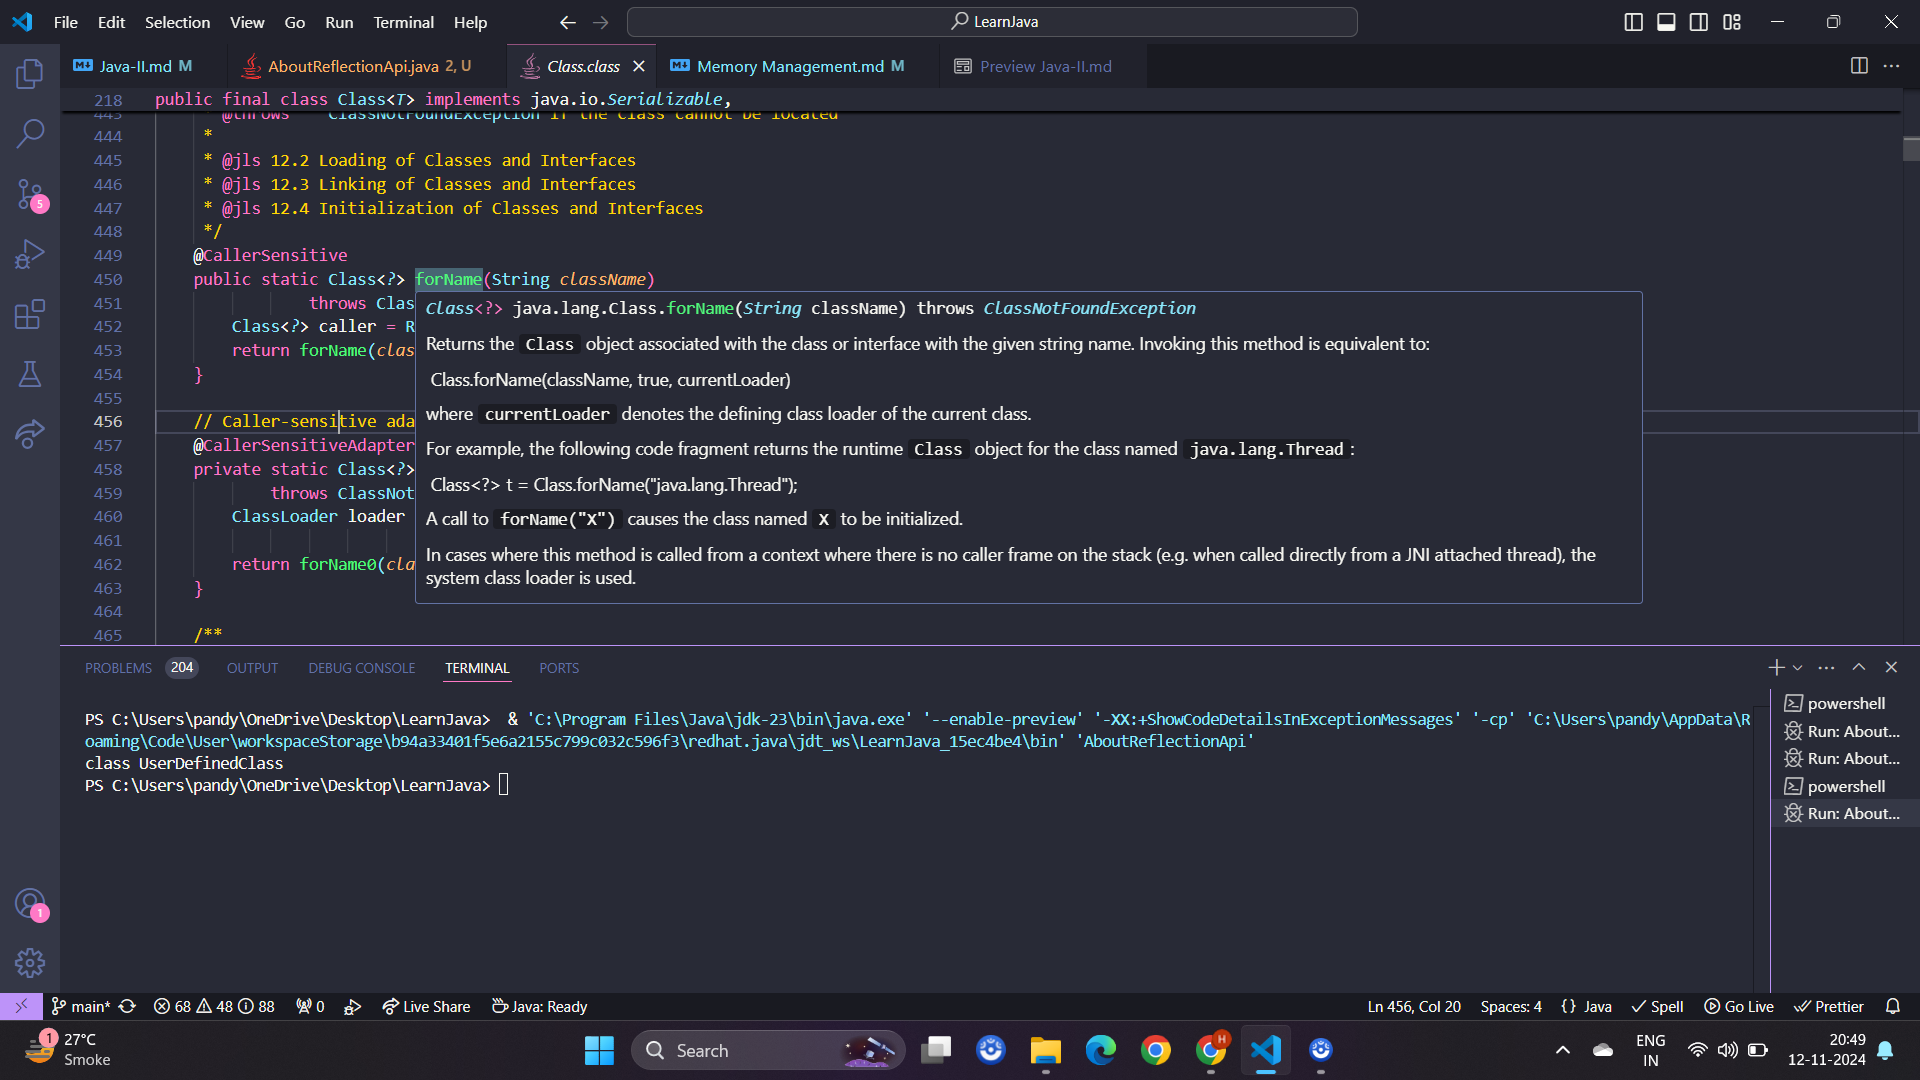 File Edit Selection View Go Run Terminal Help
LearnJava
Java-II.md M
AboutReflectionApi.java 2, U
Class.class
Memory Management.md M
Preview Java-II.md
218 public final class Class<T> implements java.io.Serializable,
443 * @throws ClassNotFoundException if the class cannot be located
444 *
445 * @jls 12.2 Loading of Classes and Interfaces
446 * @jls 12.3 Linking of Classes and Interfaces
447 * @jls 12.4 Initialization of Classes and Interfaces
448 */
449 @CallerSensitive
450 public static Class<?> forName(String className)
451 throws Clas
452 Class<?> caller = R
453 return forName(clas
454 }
455
456 // Caller-sensitive ada
457 @CallerSensitiveAdapter
458 private static Class<?>
459 throws ClassNot
460 ClassLoader loader
461
462 return forName0(cla
463 }
464
465 /**
Class<?> java.lang.Class.forName(String className) throws ClassNotFoundException
Returns the Class object associated with the class or interface with the given string name. Invoking this method is equivalent to:
Class.forName(className, true, currentLoader)
where currentLoader denotes the defining class loader of the current class.
For example, the following code fragment returns the runtime Class object for the class named java.lang.Thread:
Class<?> t = Class.forName("java.lang.Thread");
A call to forName("X") causes the class named X to be initialized.
In cases where this method is called from a context where there is no caller frame on the stack (e.g. when called directly from a JNI attached thread), the
system class loader is used.
5
1
PROBLEMS 204 OUTPUT DEBUG CONSOLE TERMINAL PORTS
PS C:\Users\pandy\OneDrive\Desktop\LearnJava> & 'C:\Program Files\Java\jdk-23\bin\java.exe' '--enable-preview' '-XX:+ShowCodeDetailsInExceptionMessages' '-cp' 'C:\Users\pandy\AppData\R
oaming\Code\User\workspaceStorage\b94a33401f5e6a2155c799c032c596f3\redhat.java\jdt_ws\LearnJava_15ec4be4\bin' 'AboutReflectionApi'
class UserDefinedClass
PS C:\Users\pandy\OneDrive\Desktop\LearnJava>
powershell
Run: About...
Run: About...
powershell
Run: About...
main* 68 48 88 0 Live Share Java: Ready
Ln 456, Col 20 Spaces: 4 {} Java Spell Go Live Prettier
1
27°C
Smoke
Search
H
ENG
IN
20:49
12-11-2024